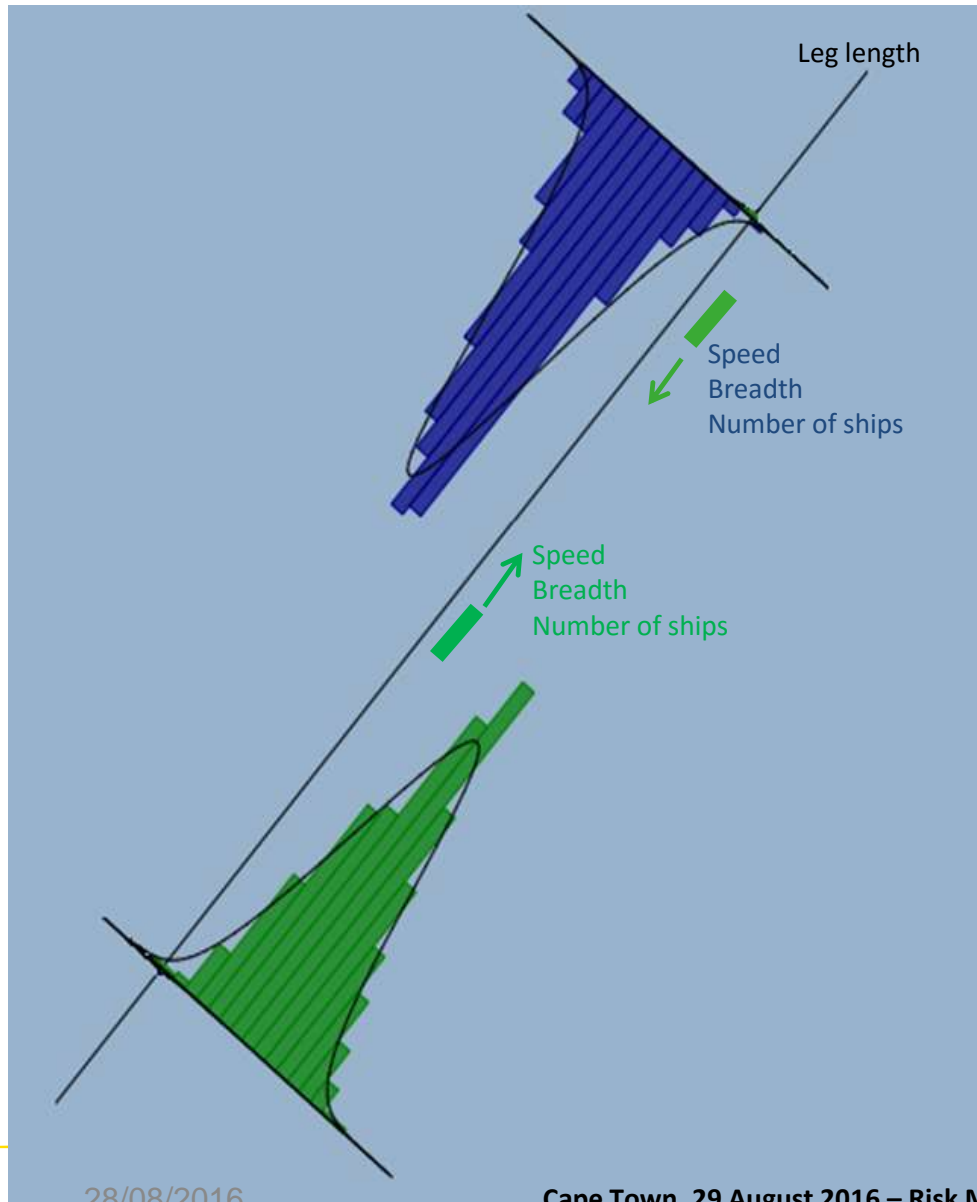 Leg length
Speed
Breadth
Number of ships
Speed
Breadth
Number of ships
28/08/2016
Cape Town, 29 August 2016 – Risk